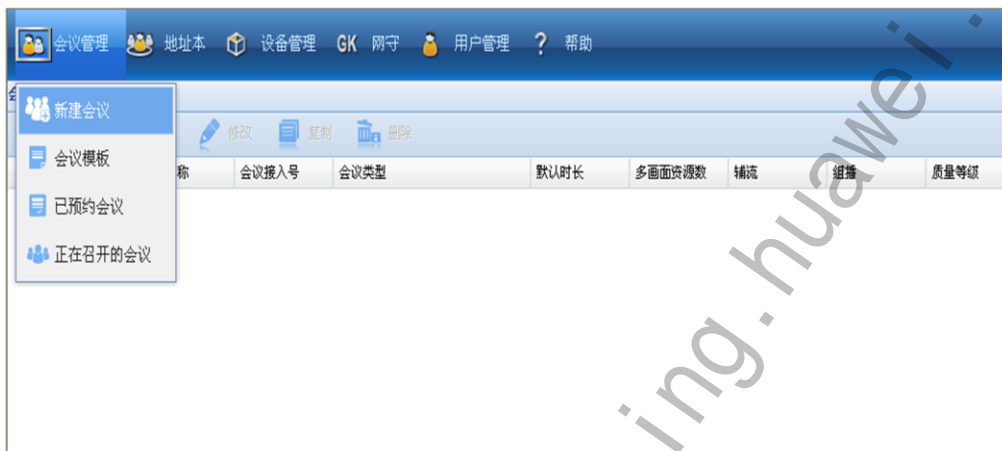 会议管理 地址本 设备管理 GK 网守 用户管理 ? 帮助
新建会议
修改 复制 删除
会议模板
称 会议接入号 会议类型 默认时长 多画面资源数 辅流 组播 质量等级
已预约会议
正在召开的会议
ing.huawei.